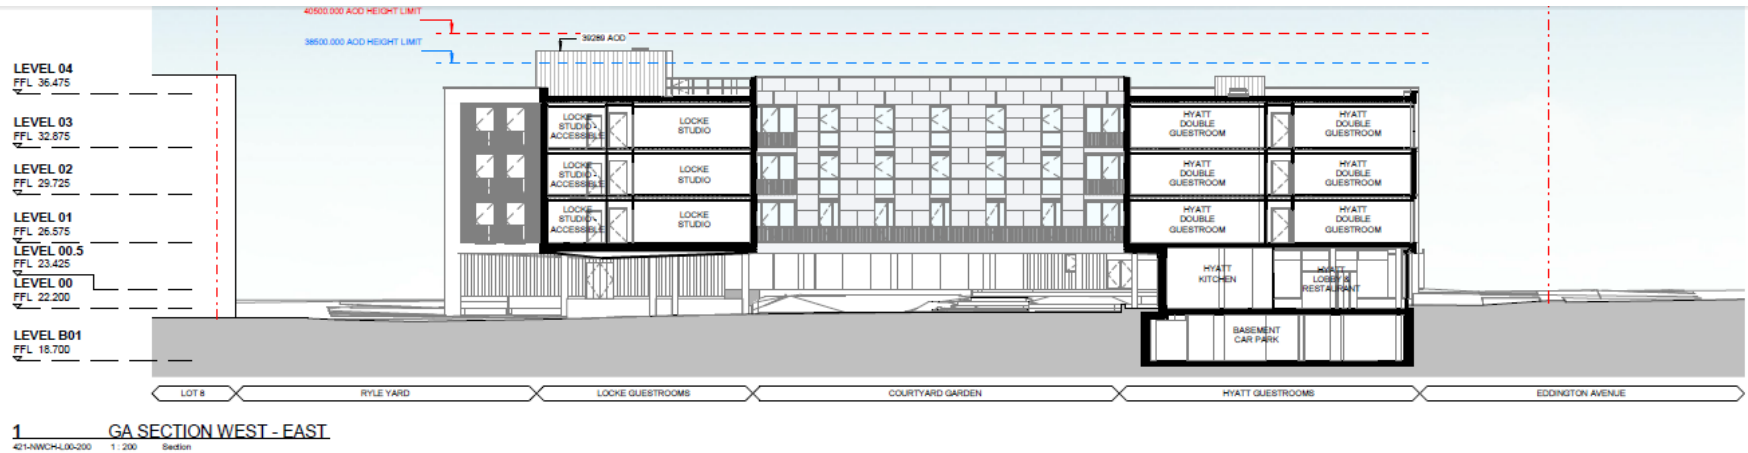 40500.000 AOD HEIGHT LIMIT
39289 AOD
38500.000 AOD HEIGHT LIMIT
LEVEL 04
FFL 36.475
LEVEL 03
FFL 32.875
LEVEL 02
FFL 29.725
LEVEL 01
FFL 26.575
LEVEL 00.5
FFL 23.425
LEVEL 00
FFL 22.200
LEVEL B01
FFL 18.700
LOCKE
STUDIO -
ACCESSIBLE
LOCKE
STUDIO
HYATT
DOUBLE
GUESTROOM
HYATT
DOUBLE
GUESTROOM
LOCKE
STUDIO -
ACCESSIBLE
LOCKE
STUDIO
HYATT
DOUBLE
GUESTROOM
HYATT
DOUBLE
GUESTROOM
LOCKE
STUDIO -
ACCESSIBLE
LOCKE
STUDIO
HYATT
DOUBLE
GUESTROOM
HYATT
DOUBLE
GUESTROOM
HYATT
KITCHEN
HYATT
LOBBY &
RESTAURANT
BASEMENT
CAR PARK
LOT 8
RYLE YARD
LOCKE GUESTROOMS
COURTYARD GARDEN
HYATT GUESTROOMS
EDDINGTON AVENUE
1 GA SECTION WEST - EAST
421-NWCH-L00-200 1 : 200 Section